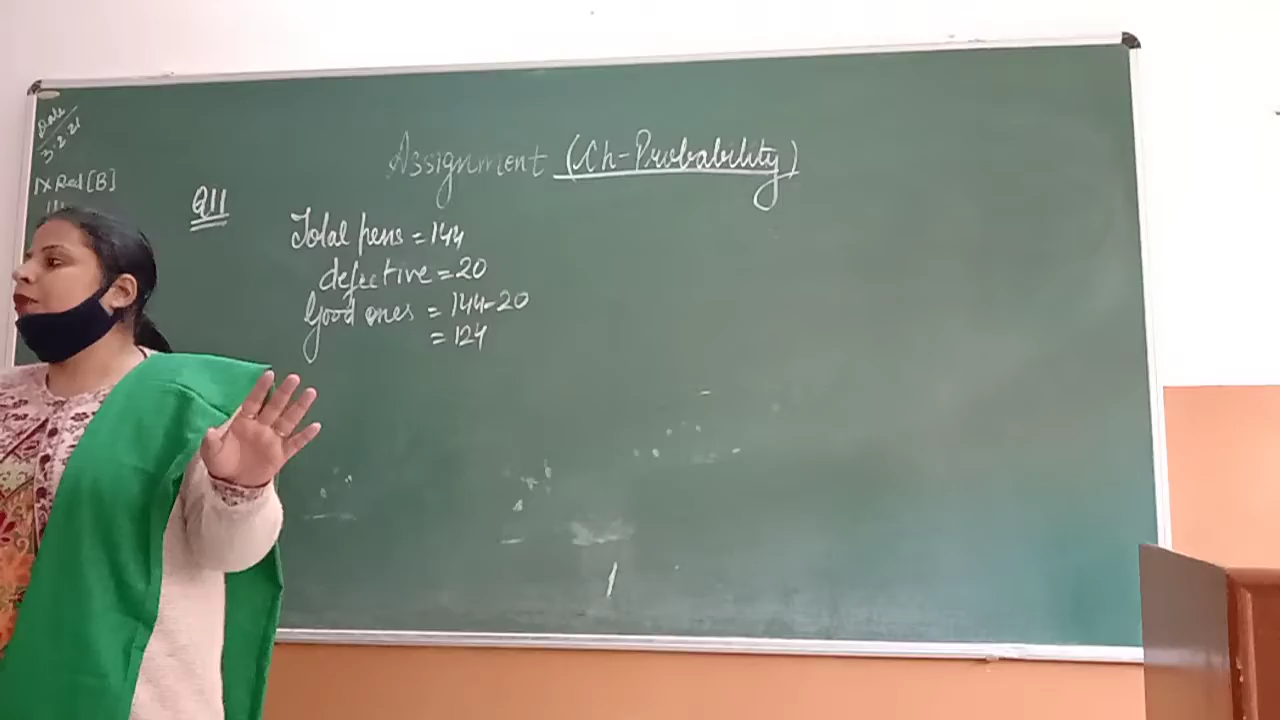 Date
3.2.21
IX Red [B]
Assignment (Ch-Probability)
Q11
Total pens = 144
defective = 20
Good ones = 144-20
= 124